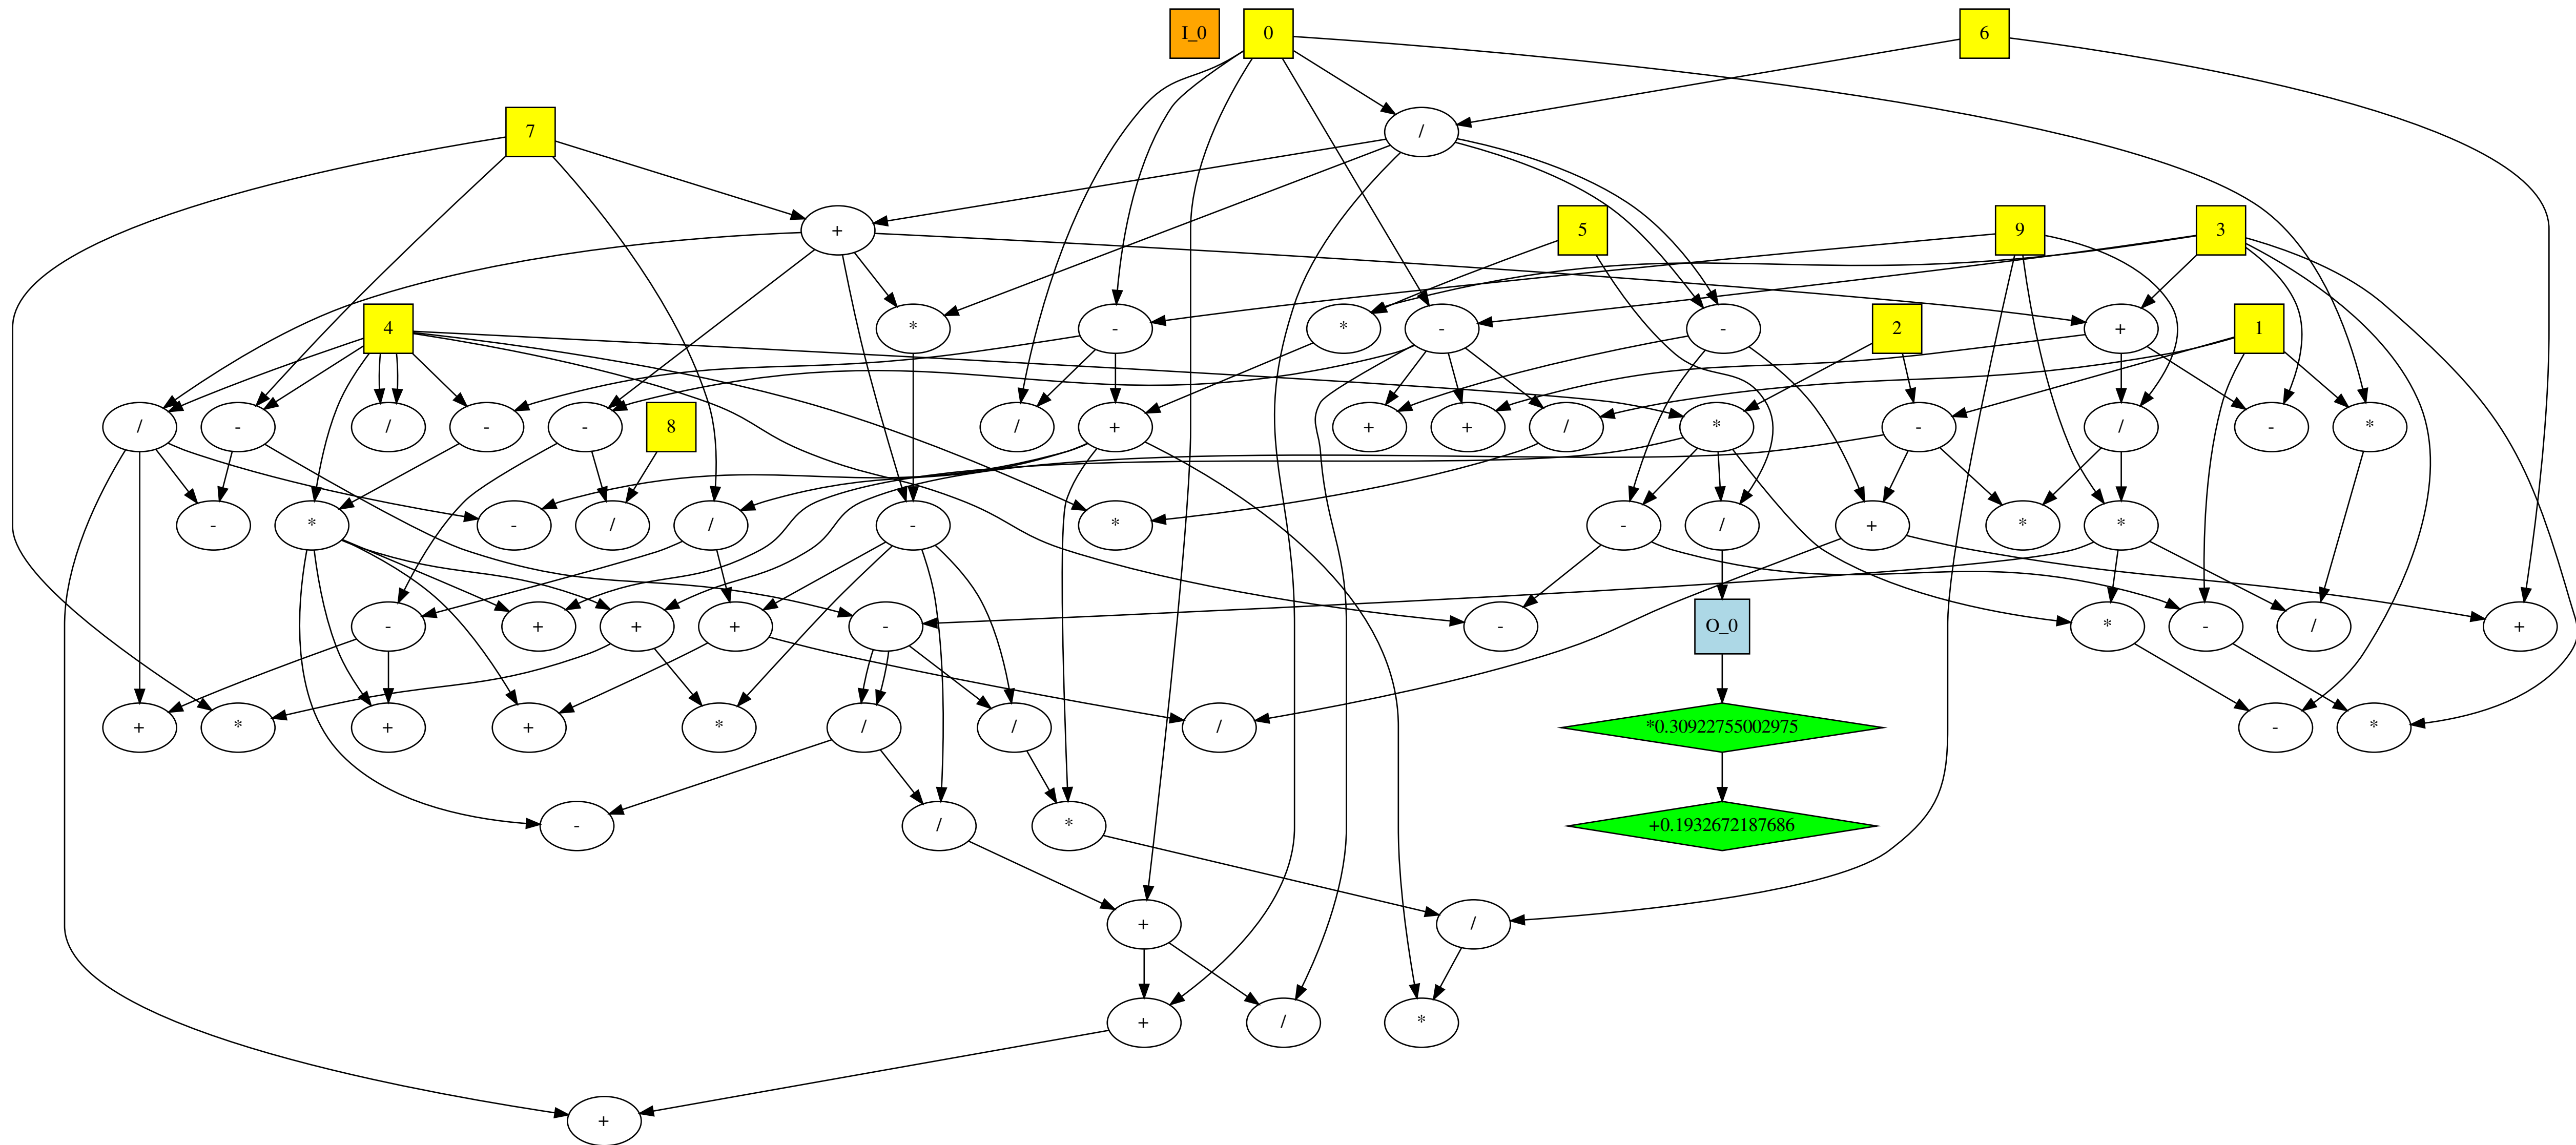 I_0 0 6
7 /
+ 5 9 3
4 * - * - - 2 + 1
/ - / - - 8 / + + + / * - / - *
- * - / / - * - / + * *
- + + + - - O_0 * - / +
+ * + + * / / / *0.30922755002975 - *
- / * +0.1932672187686
+ /
+ / *
+